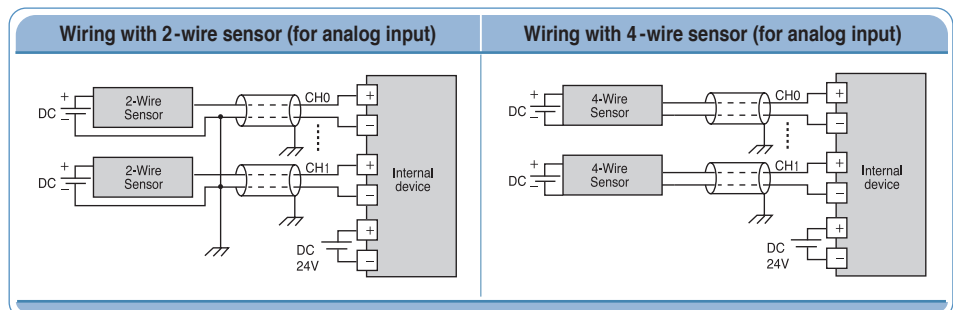 Wiring with 2-wire sensor (for analog input)
Wiring with 4-wire sensor (for analog input)
DC
+
−
2-Wire
Sensor
CH0
+
−
DC
+
−
2-Wire
Sensor
CH1
+
−
Internal
device
DC
24V
+
−
DC
+
−
4-Wire
Sensor
CH0
+
−
DC
+
−
4-Wire
Sensor
CH1
+
−
Internal
device
DC
24V
+
−